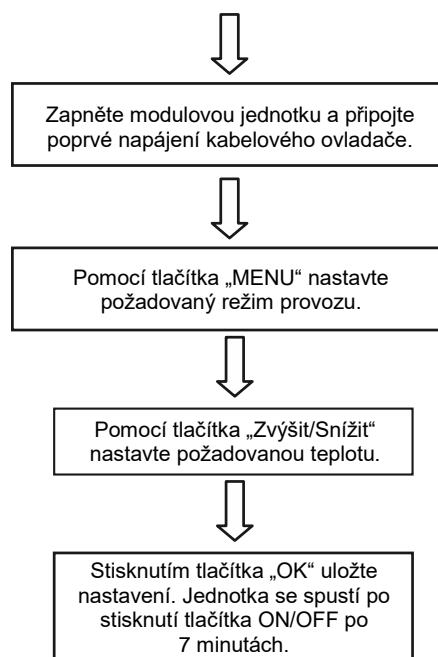 Zapněte modulovou jednotku a připojte
poprvé napájení kabelového ovladače.
Pomocí tlačítka „MENU“ nastavte
požadovaný režim provozu.
Pomocí tlačítka „Zvýšit/Snížit“
nastavte požadovanou teplotu.
Stisknutím tlačítka „OK“ uložte
nastavení. Jednotka se spustí po
stisknutí tlačítka ON/OFF po
7 minutách.